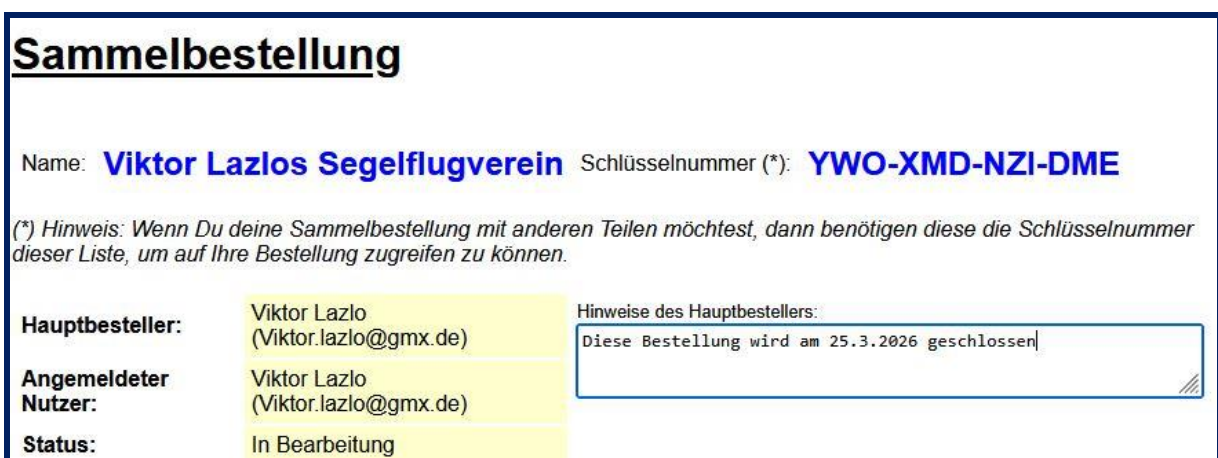 Sammelbestellung
Name: Viktor Lazlos Segelflugverein Schlüsselnummer (*): YWO-XMD-NZI-DME
(*) Hinweis: Wenn Du deine Sammelbestellung mit anderen Teilen möchtest, dann benötigen diese die Schlüsselnummer
dieser Liste, um auf Ihre Bestellung zugreifen zu können.
Hauptbesteller:
Viktor Lazlo
(Viktor.lazlo@gmx.de)
Hinweise des Hauptbestellers:
Diese Bestellung wird am 25.3.2026 geschlossen
Angemeldeter
Nutzer:
Viktor Lazlo
(Viktor.lazlo@gmx.de)
Status:
In Bearbeitung